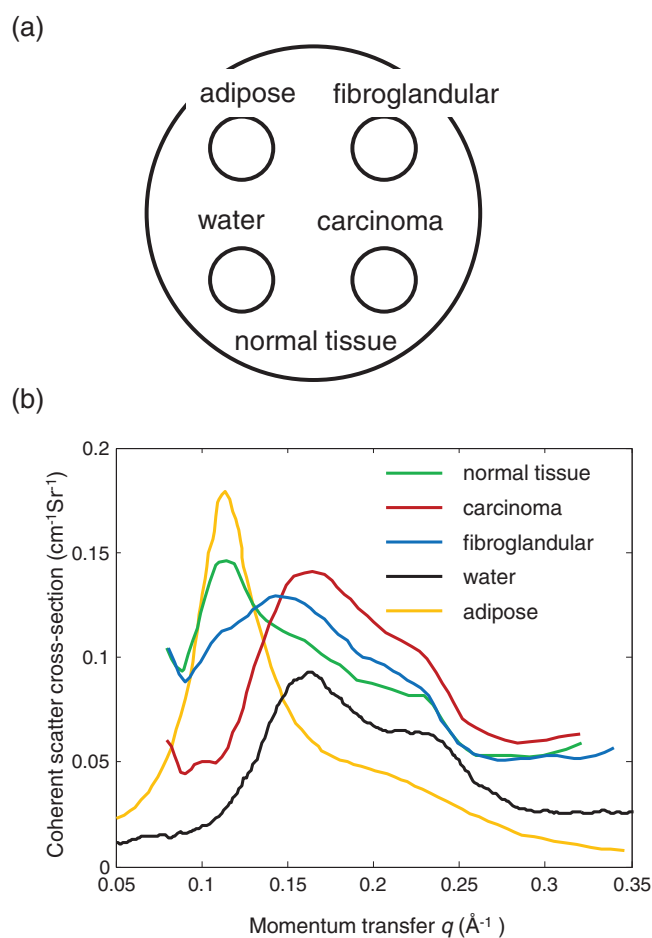 (a)
adipose fibroglandular
water carcinoma
normal tissue
(b)
0.2
0.15
0.1
0.05
0
Coherent scatter cross-section (cm⁻¹Sr⁻¹)
normal tissue
carcinoma
fibroglandular
water
adipose
0.05 0.1 0.15 0.2 0.25 0.3 0.35
Momentum transfer q (Å⁻¹)